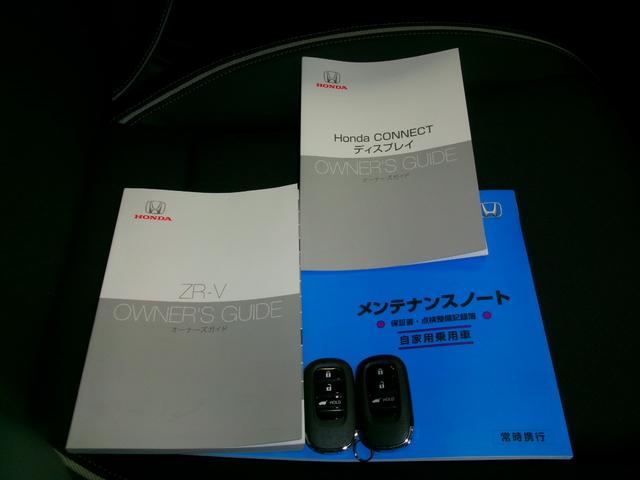 HONDA
Honda CONNECT
ディスプレイ
OWNER'S GUIDE
オーナーズガイド
HONDA
ZR-V
OWNER'S GUIDE
オーナーズガイド
メンテナンスノート
保証書・点検整備記録簿
自家用乗用車
常時携行
HOLD
HOLD